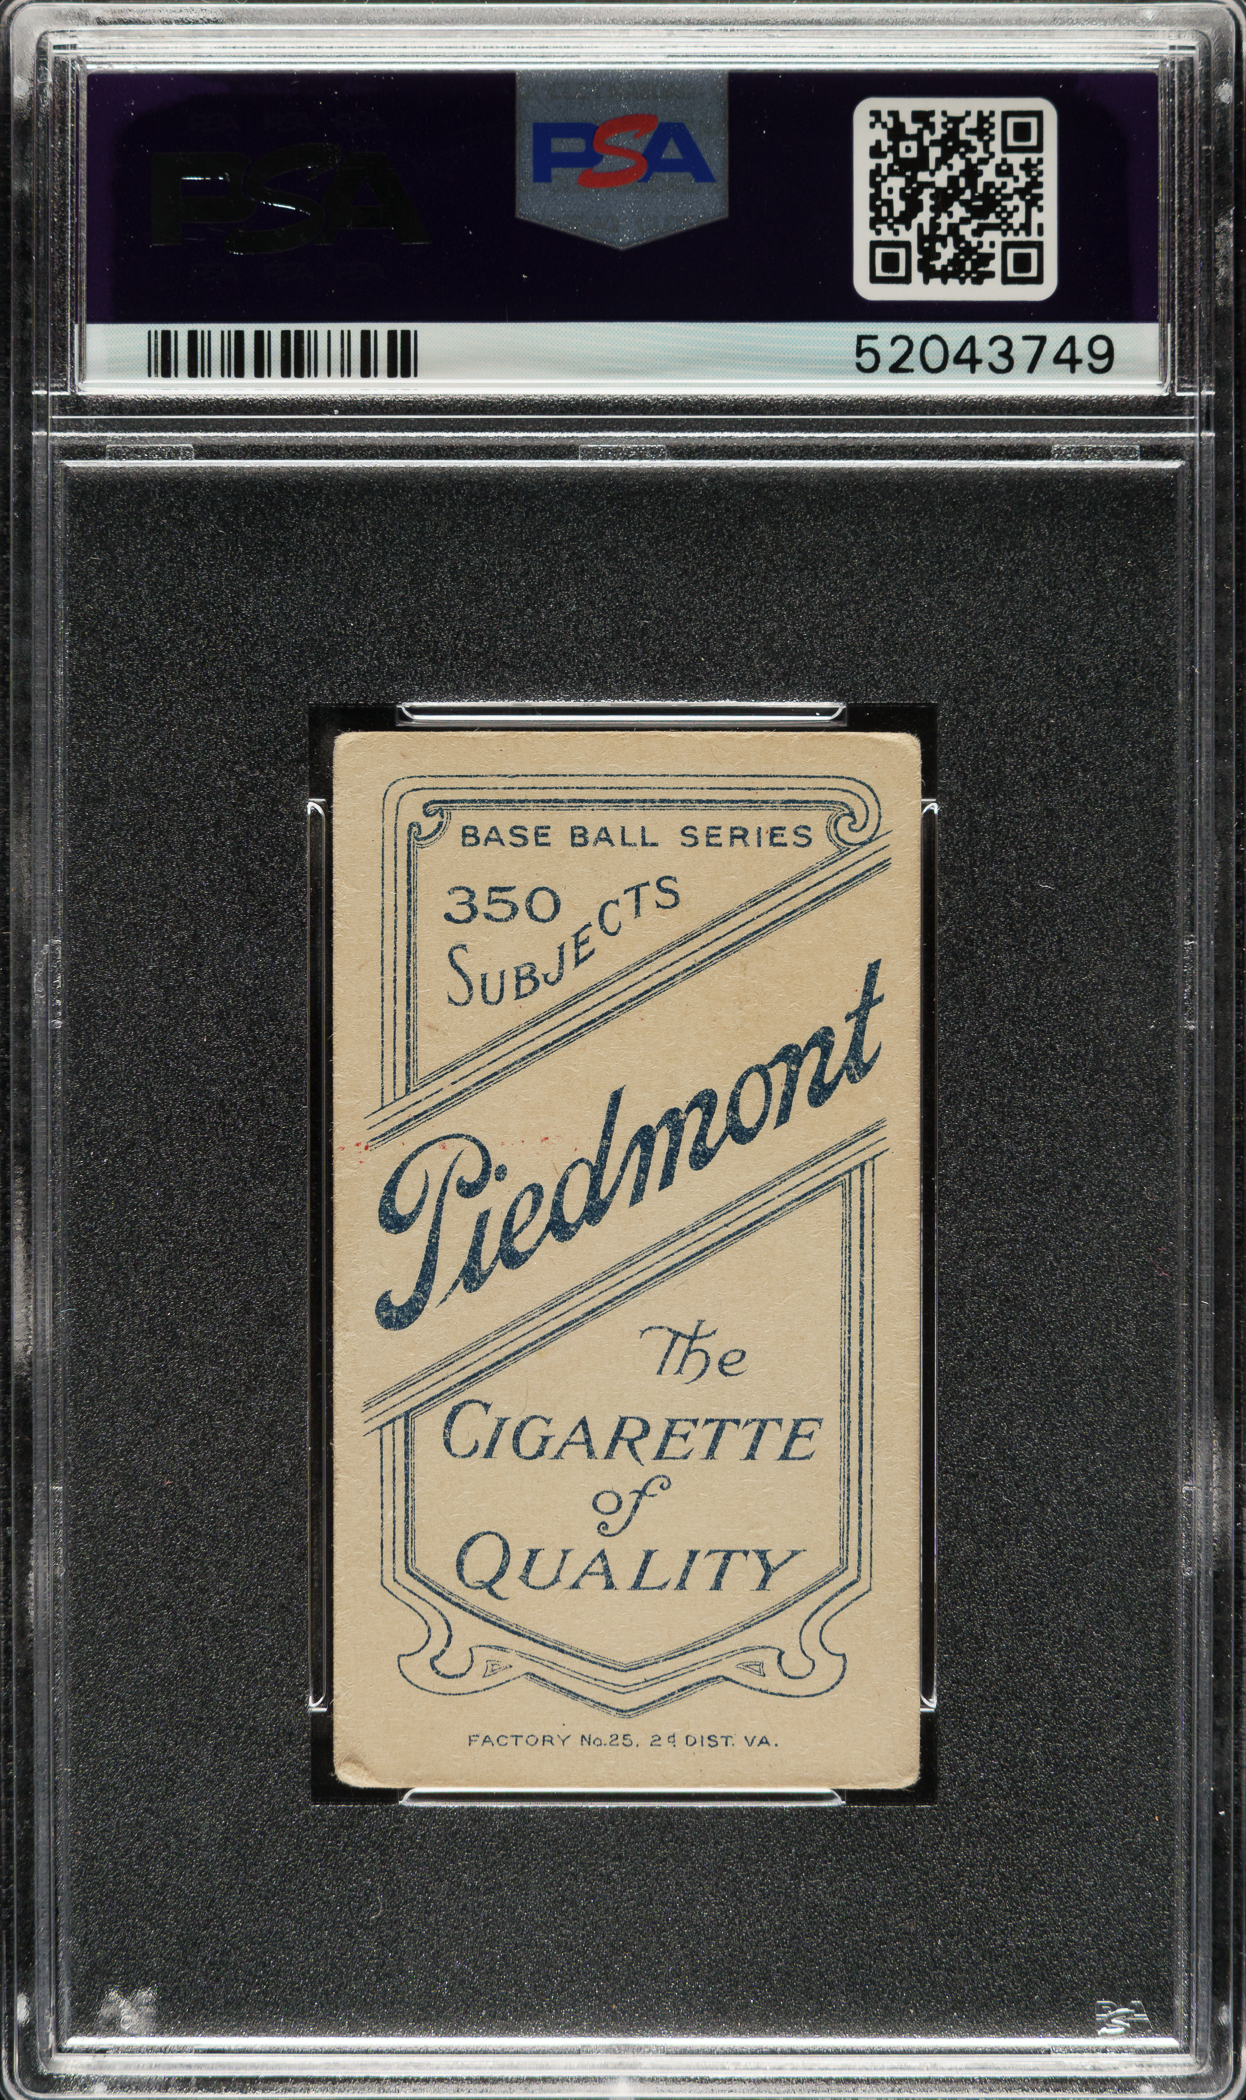 PSA
PSA
52043749
BASE BALL SERIES
350
SUBJECTS
Piedmont
The
CIGARETTE
of
QUALITY
FACTORY No. 25, 2d DIST. VA.
PSA